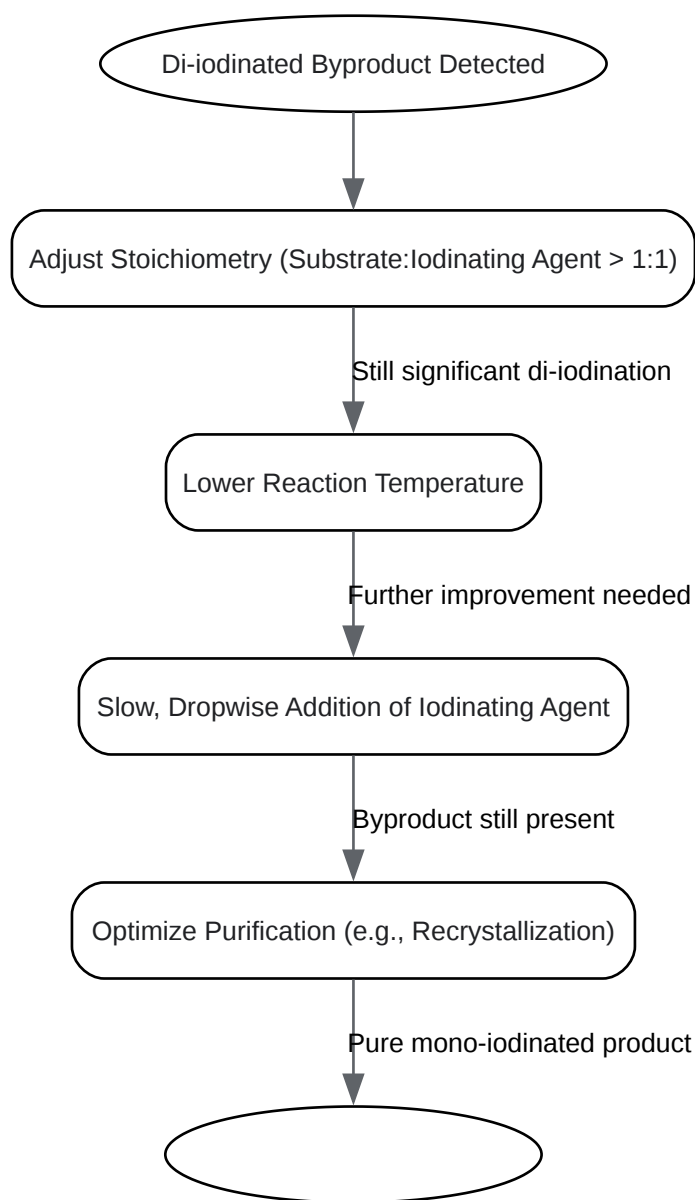 Di-iodinated Byproduct Detected
Adjust Stoichiometry (Substrate:Iodinating Agent > 1:1)
Still significant di-iodination
Lower Reaction Temperature
Further improvement needed
Slow, Dropwise Addition of Iodinating Agent
Byproduct still present
Optimize Purification (e.g., Recrystallization)
Pure mono-iodinated product